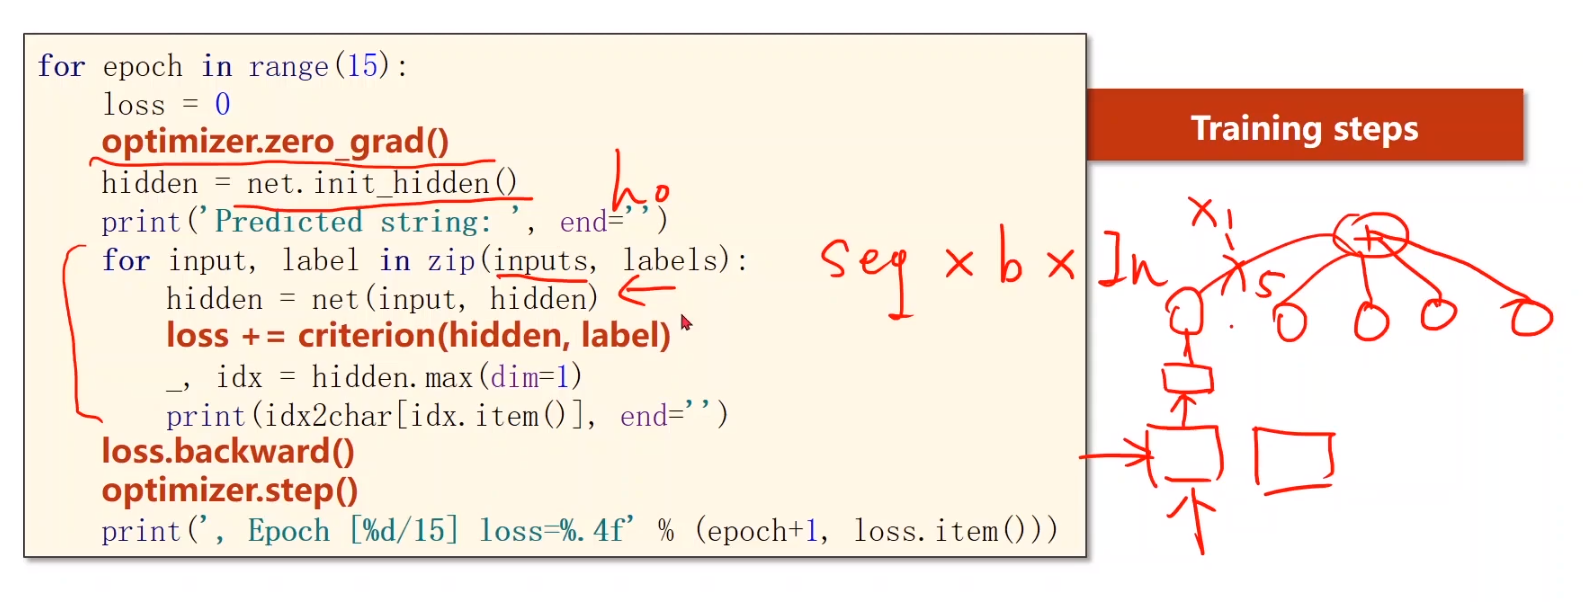 for epoch in range(15):
loss = 0
optimizer.zero_grad()
hidden = net.init_hidden()
print('Predicted string: ', end='')
for input, label in zip(inputs, labels):
hidden = net(input, hidden)
loss += criterion(hidden, label)
_, idx = hidden.max(dim=1)
print(idx2char[idx.item()], end='')
loss.backward()
optimizer.step()
print(', Epoch [%d/15] loss=%.4f' % (epoch+1, loss.item()))
Training steps
h0
seq × b × In
x1
x5
+